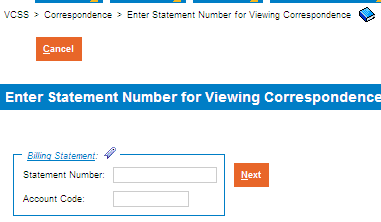 VCSS > Correspondence > Enter Statement Number for Viewing Correspondence
Cancel
Enter Statement Number for Viewing Correspondence
Billing Statement:
Statement Number:
Next
Account Code: